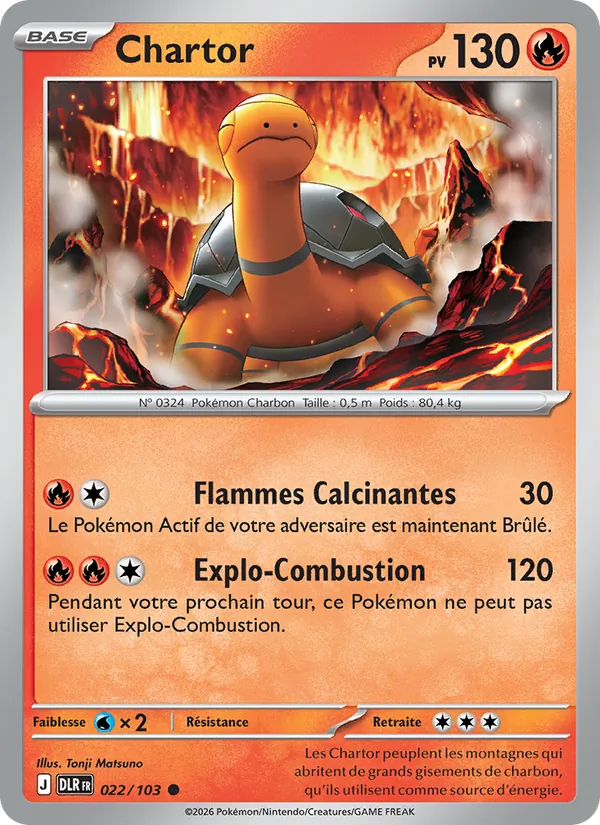 BASE
Chartor
PV 130
N° 0324 Pokémon Charbon Taille : 0,5 m Poids : 80,4 kg
Flammes Calcinantes 30
Le Pokémon Actif de votre adversaire est maintenant Brûlé.
Explo-Combustion 120
Pendant votre prochain tour, ce Pokémon ne peut pas
utiliser Explo-Combustion.
Faiblesse × 2 Résistance Retraite
Illus. Tonji Matsuno
J DLR FR 022/103
Les Chartor peuplent les montagnes qui
abritent de grands gisements de charbon,
qu'ils utilisent comme source d'énergie.
©2026 Pokémon/Nintendo/Creatures/GAME FREAK